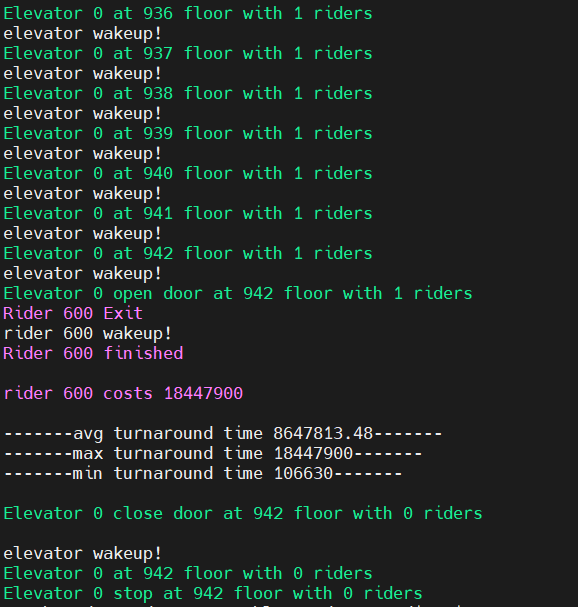 Elevator 0 at 936 floor with 1 riders
elevator wakeup!
Elevator 0 at 937 floor with 1 riders
elevator wakeup!
Elevator 0 at 938 floor with 1 riders
elevator wakeup!
Elevator 0 at 939 floor with 1 riders
elevator wakeup!
Elevator 0 at 940 floor with 1 riders
elevator wakeup!
Elevator 0 at 941 floor with 1 riders
elevator wakeup!
Elevator 0 at 942 floor with 1 riders
elevator wakeup!
Elevator 0 open door at 942 floor with 1 riders
Rider 600 Exit
rider 600 wakeup!
Rider 600 finished
rider 600 costs 18447900
-------avg turnaround time 8647813.48-------
-------max turnaround time 18447900-------
-------min turnaround time 106630-------
Elevator 0 close door at 942 floor with 0 riders
elevator wakeup!
Elevator 0 at 942 floor with 0 riders
Elevator 0 stop at 942 floor with 0 riders